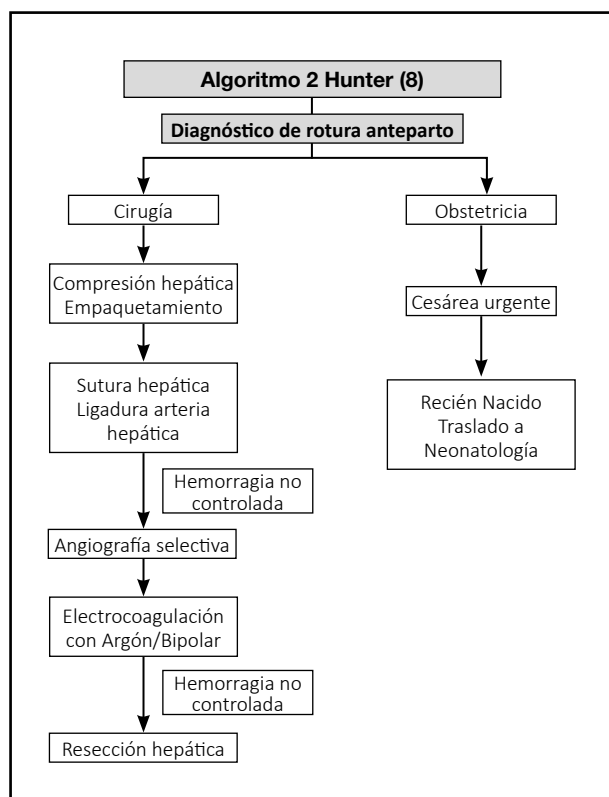 Algoritmo 2 Hunter (8)
Diagnóstico de rotura anteparto
Cirugía
Obstetricia
Compresión hepática
Empaquetamiento
Cesárea urgente
Sutura hepática
Ligadura arteria
hepática
Recién Nacido
Traslado a
Neonatología
Hemorragia no
controlada
Angiografía selectiva
Electrocoagulación
con Argón/Bipolar
Hemorragia no
controlada
Resección hepática